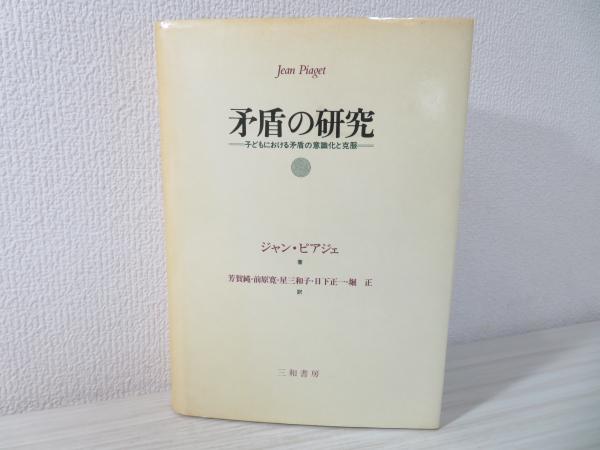 Jean Piaget
矛盾の研究
子どもにおける矛盾の意識化と克服
ジャン・ピアジェ
著
芳賀純・前原寛・星三和子・日下正一・堀 正
訳
三和書房